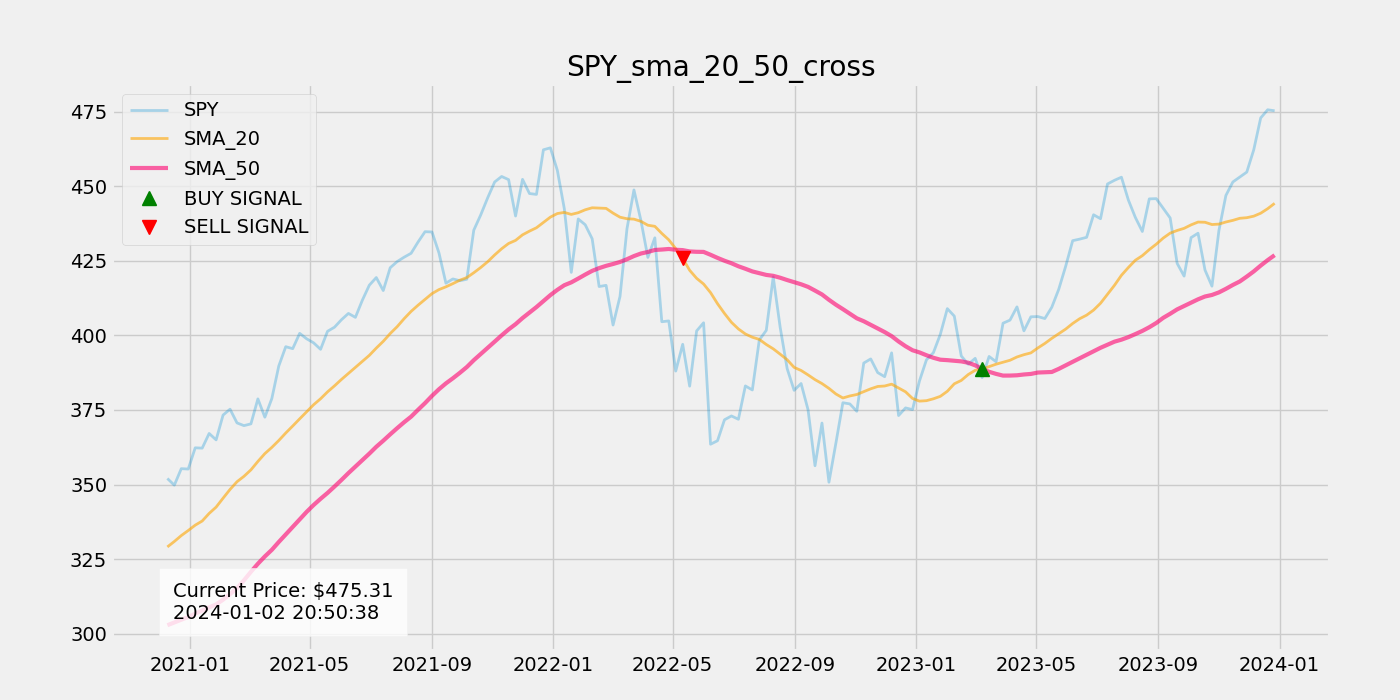 SPY_sma_20_50_cross
475
450
425
400
375
350
325
300
SPY
SMA_20
SMA_50
BUY SIGNAL
SELL SIGNAL
Current Price: $475.31
2024-01-02 20:50:38
2021-01 2021-05 2021-09 2022-01 2022-05 2022-09 2023-01 2023-05 2023-09 2024-01